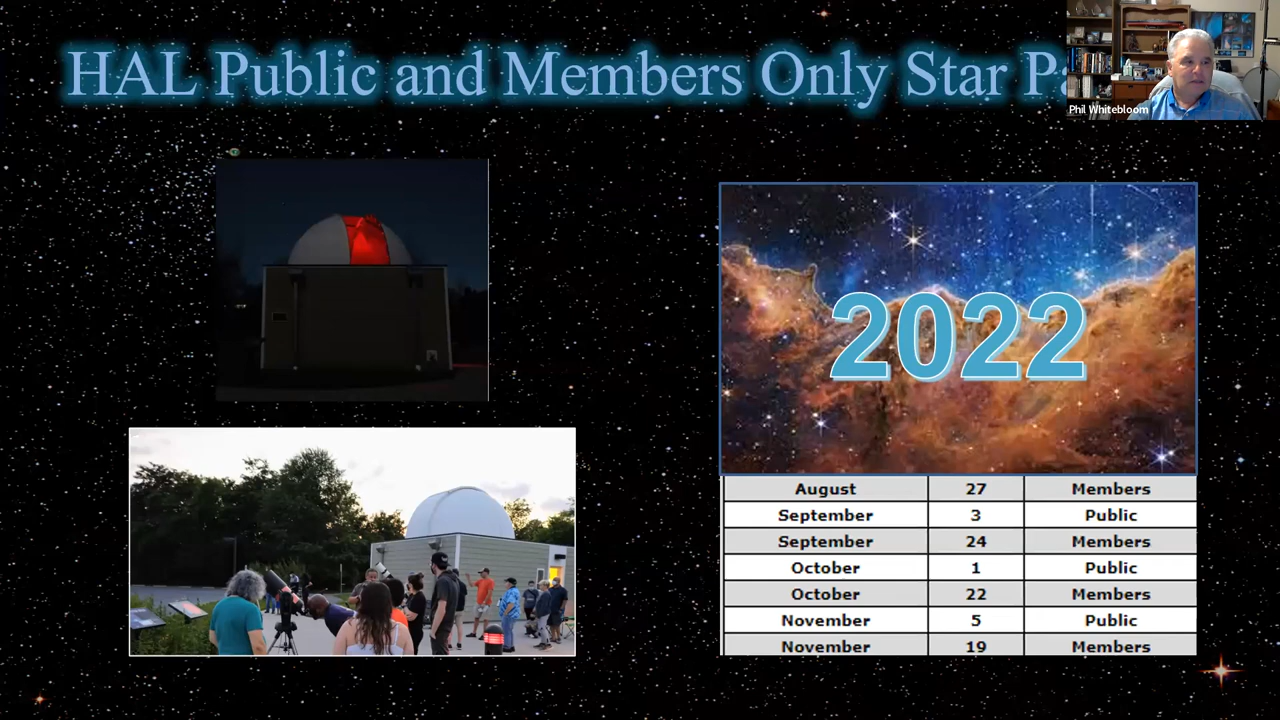 HAL Public and Members Only Star
Phil Whitebloom
2022
August 27 Members
September 3 Public
September 24 Members
October 1 Public
October 22 Members
November 5 Public
November 19 Members